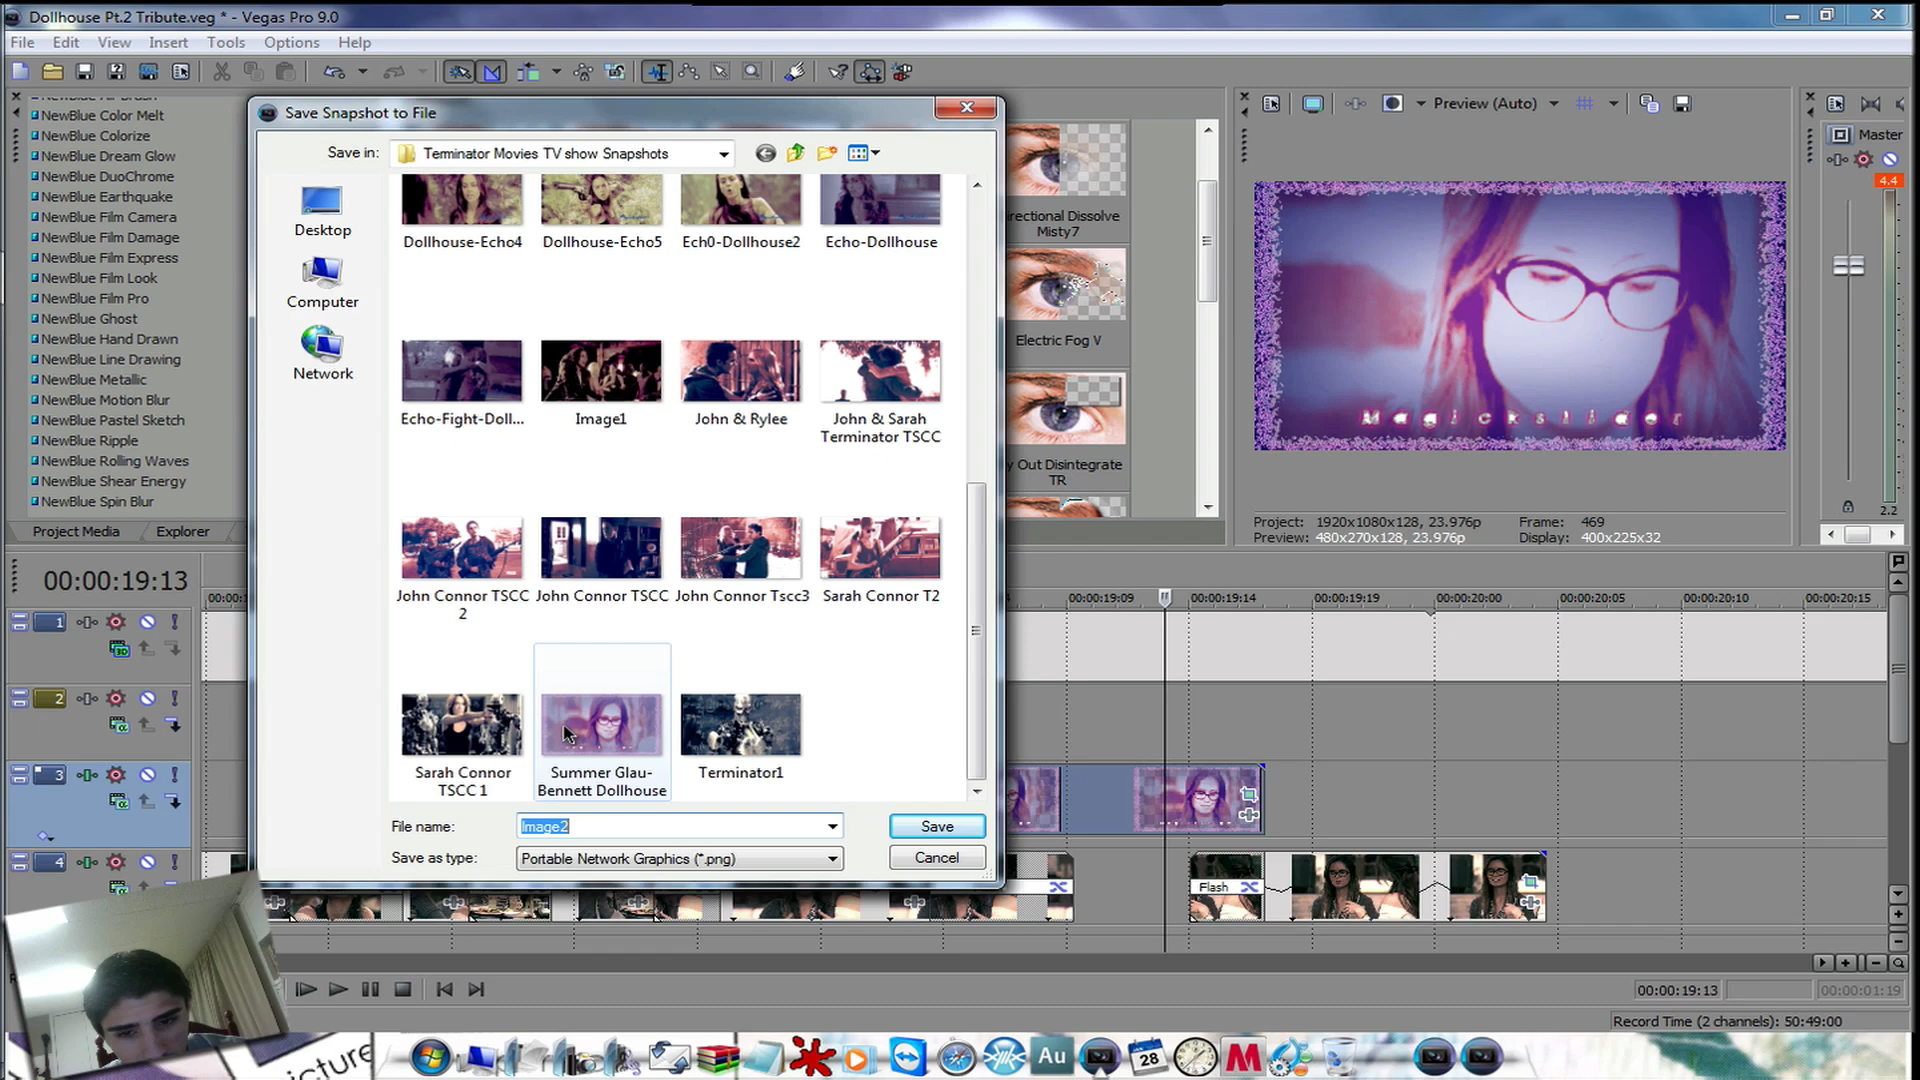 Dollhouse Pt.2 Tribute.veg * - Vegas Pro 9.0
File Edit View Insert Tools Options Help
NewBlue Color Melt
NewBlue Colorize
NewBlue Dream Glow
NewBlue DuoChrome
NewBlue Earthquake
NewBlue Film Camera
NewBlue Film Damage
NewBlue Film Express
NewBlue Film Look
NewBlue Film Pro
NewBlue Ghost
NewBlue Hand Drawn
NewBlue Line Drawing
NewBlue Metallic
NewBlue Motion Blur
NewBlue Pastel Sketch
NewBlue Ripple
NewBlue Rolling Waves
NewBlue Shear Energy
NewBlue Spin Blur
Project Media Explorer
Save Snapshot to File
Save in: Terminator Movies TV show Snapshots
Desktop
Computer
Network
Dollhouse-Echo4 Dollhouse-Echo5 Ech0-Dollhouse2 Echo-Dollhouse
Echo-Fight-Doll... Image1 John & Rylee John & Sarah
Terminator TSCC
John Connor TSCC John Connor TSCC John Connor Tscc3 Sarah Connor T2
2
Sarah Connor Summer Glau- Terminator1
TSCC 1 Bennett Dollhouse
File name: Image2 Save
Save as type: Portable Network Graphics (*.png) Cancel
irectional Dissolve
Misty7
Electric Fog V
y Out Disintegrate
TR
Preview (Auto)
Magickslider
Project: 1920x1080x128, 23.976p Frame: 469
Preview: 480x270x128, 23.976p Display: 400x225x32
Master
4.4
2.2
00:00:19:13
00:00:19:09 00:00:19:14 00:00:19:19 00:00:20:00 00:00:20:05 00:00:20:10 00:00:20:15
1
2
3
4
Flash
00:00:19:13 00:00:01:19
Record Time (2 channels): 50:49:00
icture
Au
28